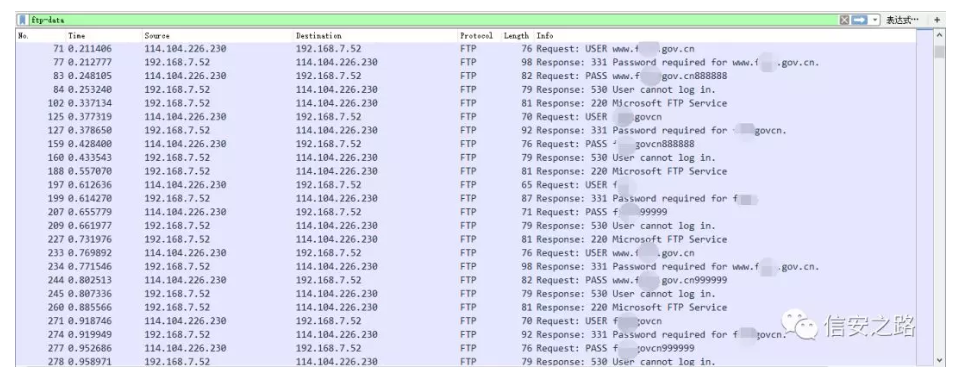 ftp-data 表达式… +
No. Time Source Destination Protocol Length Info
71 0.211406 114.104.226.230 192.168.7.52 FTP 76 Request: USER www.f .gov.cn
77 0.212777 192.168.7.52 114.104.226.230 FTP 98 Response: 331 Password required for www.f .gov.cn.
83 0.248105 114.104.226.230 192.168.7.52 FTP 82 Request: PASS www.f gov.cn888888
84 0.253240 192.168.7.52 114.104.226.230 FTP 79 Response: 530 User cannot log in.
102 0.337134 192.168.7.52 114.104.226.230 FTP 81 Response: 220 Microsoft FTP Service
125 0.377319 114.104.226.230 192.168.7.52 FTP 70 Request: USER .govcn
127 0.378650 192.168.7.52 114.104.226.230 FTP 92 Response: 331 Password required for govcn.
159 0.428400 114.104.226.230 192.168.7.52 FTP 76 Request: PASS govcn888888
160 0.433543 192.168.7.52 114.104.226.230 FTP 79 Response: 530 User cannot log in.
188 0.557070 192.168.7.52 114.104.226.230 FTP 81 Response: 220 Microsoft FTP Service
197 0.612636 114.104.226.230 192.168.7.52 FTP 65 Request: USER f
199 0.614270 192.168.7.52 114.104.226.230 FTP 87 Response: 331 Password required for f
207 0.655779 114.104.226.230 192.168.7.52 FTP 71 Request: PASS f 99999
209 0.661977 192.168.7.52 114.104.226.230 FTP 79 Response: 530 User cannot log in.
227 0.731976 192.168.7.52 114.104.226.230 FTP 81 Response: 220 Microsoft FTP Service
233 0.769892 114.104.226.230 192.168.7.52 FTP 76 Request: USER www.f .gov.cn
234 0.771546 192.168.7.52 114.104.226.230 FTP 98 Response: 331 Password required for www.f .gov.cn.
244 0.802513 114.104.226.230 192.168.7.52 FTP 82 Request: PASS www.f gov.cn999999
245 0.807336 192.168.7.52 114.104.226.230 FTP 79 Response: 530 User cannot log in.
260 0.885566 192.168.7.52 114.104.226.230 FTP 81 Response: 220 Microsoft FTP Service
271 0.918746 114.104.226.230 192.168.7.52 FTP 70 Request: USER f govcn
274 0.919949 192.168.7.52 114.104.226.230 FTP 92 Response: 331 Password required for f govcn.
277 0.952686 114.104.226.230 192.168.7.52 FTP 76 Request: PASS f govcn999999
278 0.958971 192.168.7.52 114.104.226.230 FTP 79 Response: 530 User cannot log in.
信安之路